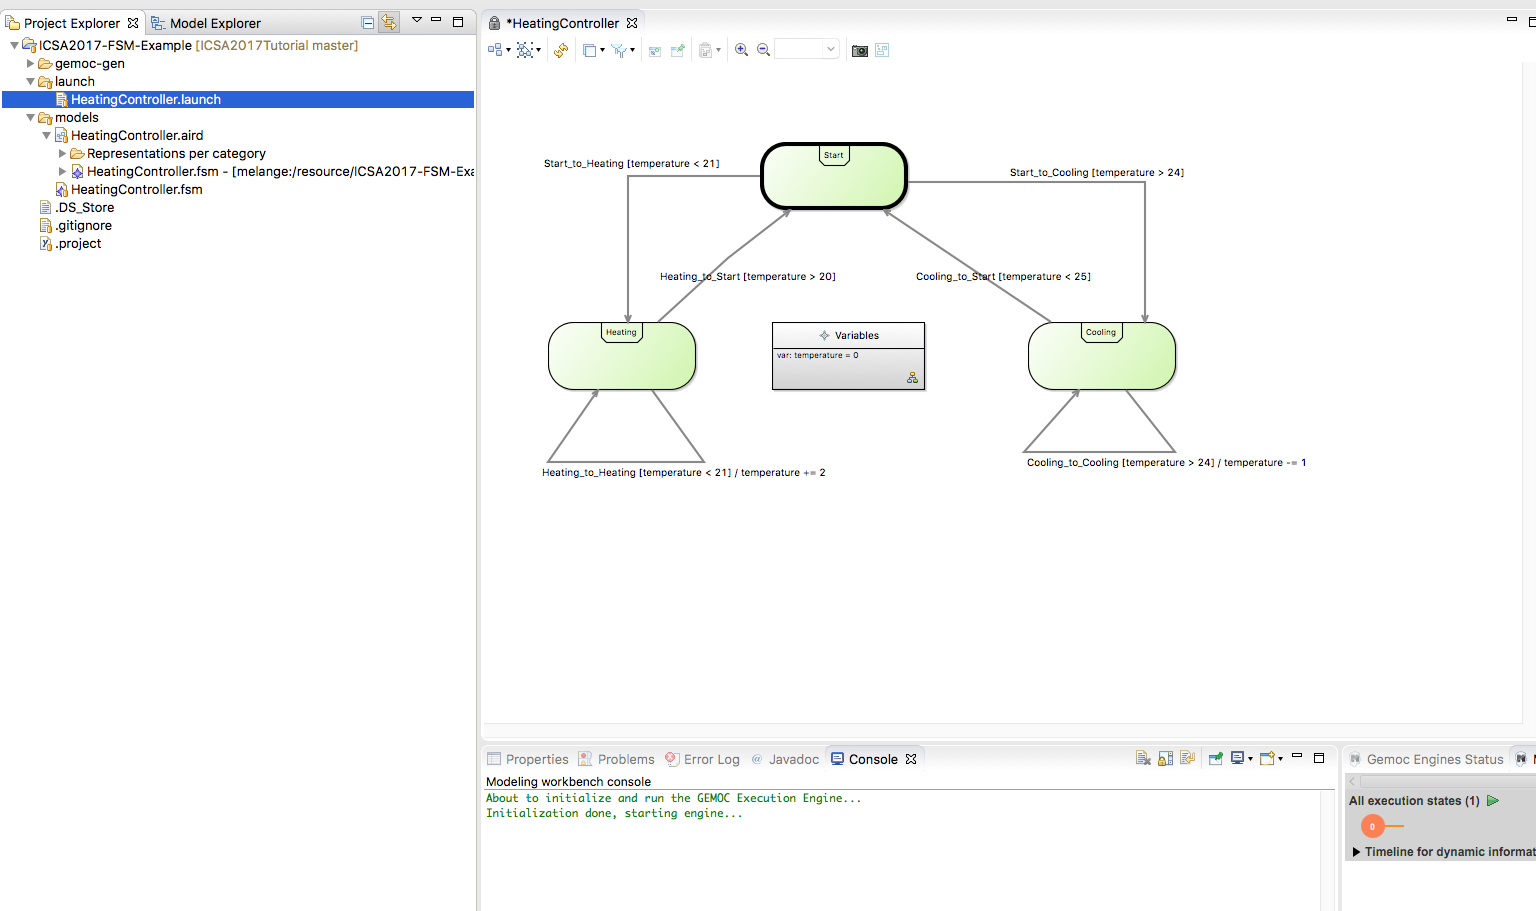 Project Explorer
Model Explorer
ICSA2017-FSM-Example [ICSA2017Tutorial master]
gemoc-gen
launch
HeatingController.launch
models
HeatingController.aird
Representations per category
HeatingController.fsm - [melange:/resource/ICSA2017-FSM-Exa
HeatingController.fsm
.DS_Store
.gitignore
.project
*HeatingController
Start
Start_to_Heating [temperature < 21]
Start_to_Cooling [temperature > 24]
Heating_to_Start [temperature > 20]
Cooling_to_Start [temperature < 25]
Heating
Variables
var: temperature = 0
Cooling
Heating_to_Heating [temperature < 21] / temperature += 2
Cooling_to_Cooling [temperature > 24] / temperature -= 1
Properties
Problems
Error Log
@ Javadoc
Console
Modeling workbench console
About to initialize and run the GEMOC Execution Engine...
Initialization done, starting engine...
Gemoc Engines Status
All execution states (1)
0
Timeline for dynamic informat